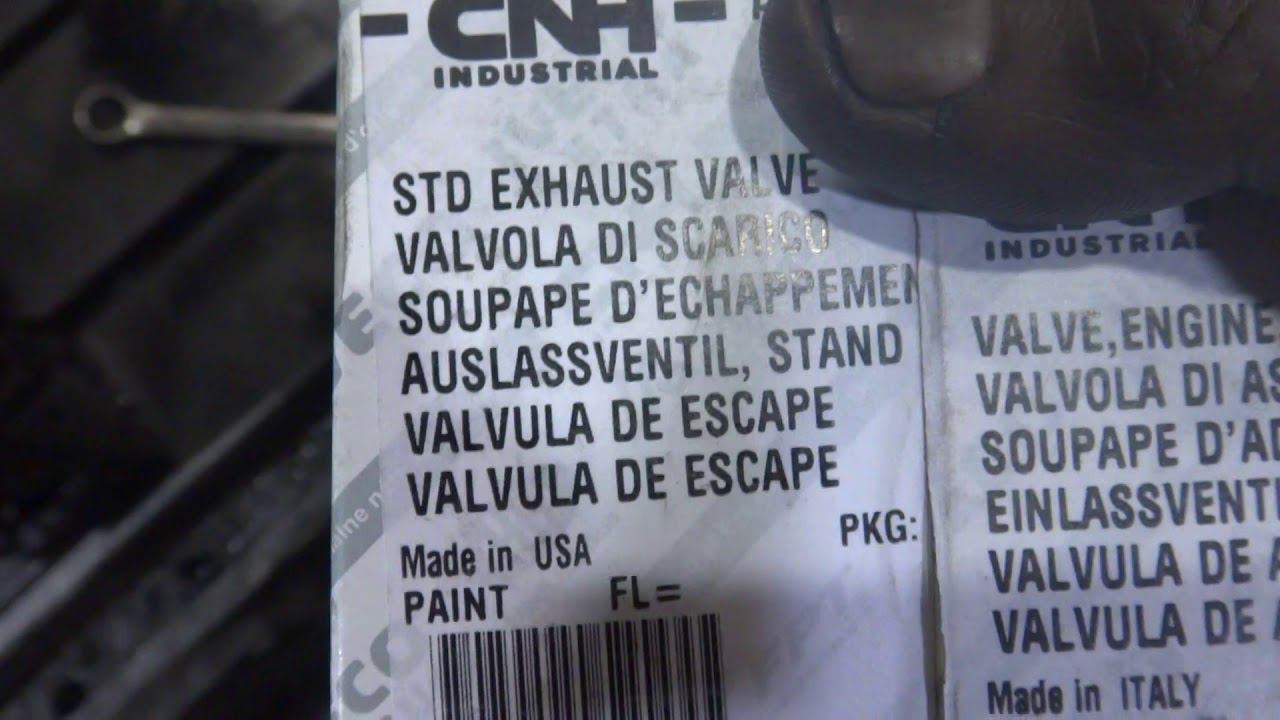 CNH
INDUSTRIAL
STD EXHAUST VALVE
VALVOLA DI SCARICO
SOUPAPE D'ECHAPPEMEN
AUSLASSVENTIL, STAND
VALVULA DE ESCAPE
VALVULA DE ESCAPE
PKG:
Made in USA
PAINT FL=
INDUSTRIAL
VALVE,ENGINE
VALVOLA DI AS
SOUPAPE D'AD
EINLASSVENTI
VALVULA DE A
VALVULA DE A
Made in ITALY